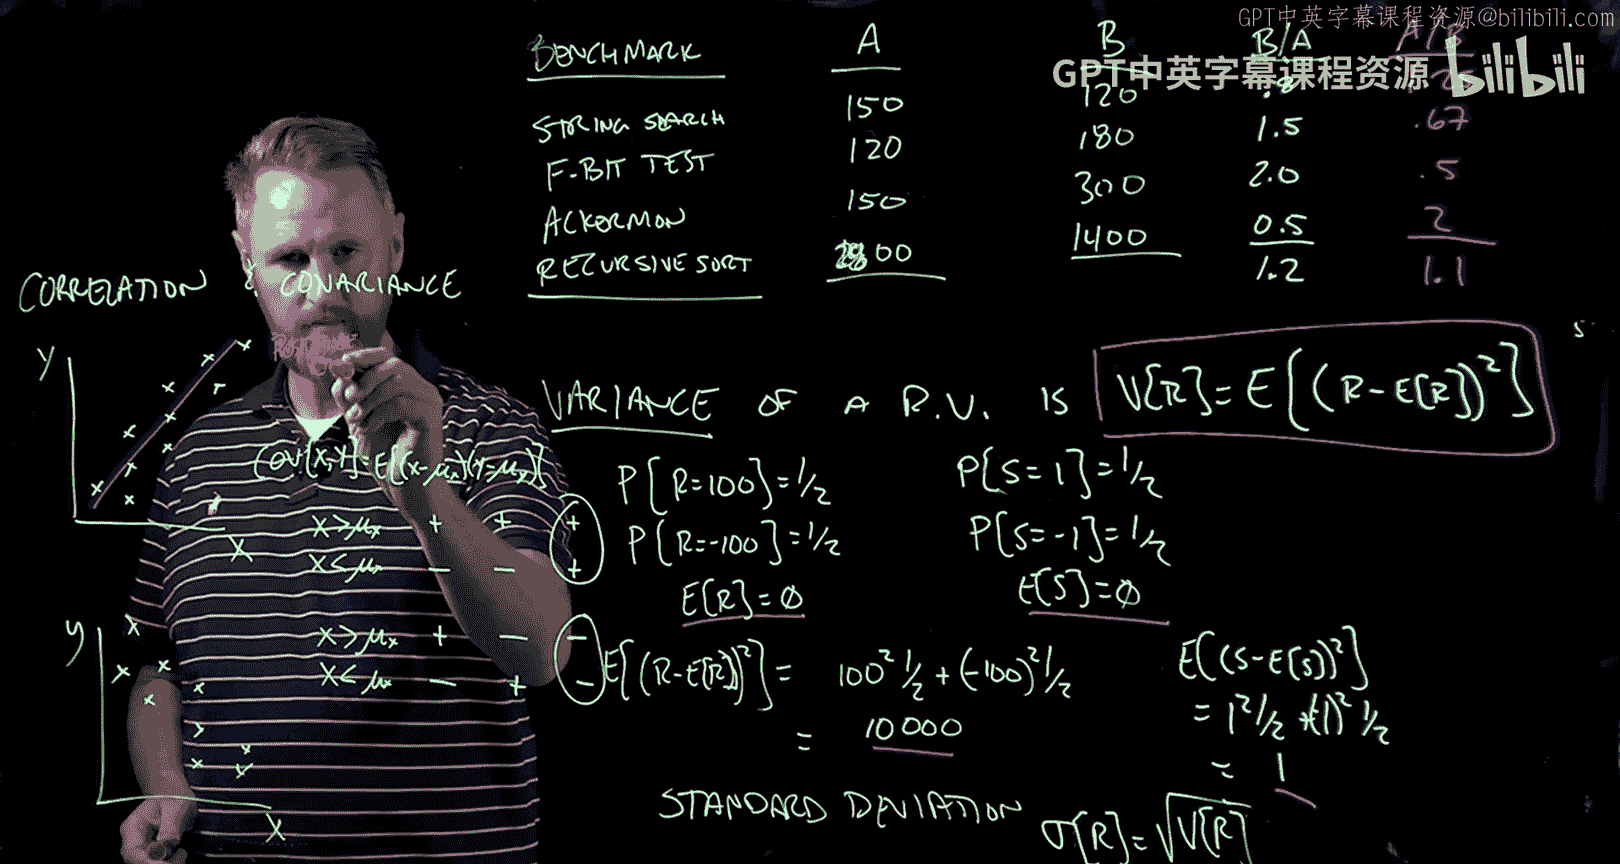 GPT中英字幕课程资源@bilibili.com
GPT中英字幕课程资源 bilibili
BENCHMARK A B B/A A/B
STRING SEARCH 150 120 .8
F-BIT TEST 120 180 1.5 .67
ACKERMON 150 300 2.0 .5
RECURSIVE SORT 00 1400 0.5 2
1.2 1.1
CORRELATION & COVARIANCE
Y
X
Cov[X,Y]=E[(X-μx)(Y-μy)]
X>μx + + +
X<μx - - +
y
X
X>μx + - -
X<μx - + -
VARIANCE OF A R.V. IS V[R]=E[(R-E[R])²]
P[R=100]=1/2 P[S=1]=1/2
P[R=-100]=1/2 P[S=-1]=1/2
E[R]=0 E[S]=0
E[(R-E[R])²]= 100² 1/2 + (-100)² 1/2
= 10000
E[(S-E[S])²]
= 1² 1/2 + (-1)² 1/2
= 1
STANDARD DEVIATION σ[R]=√V[R]